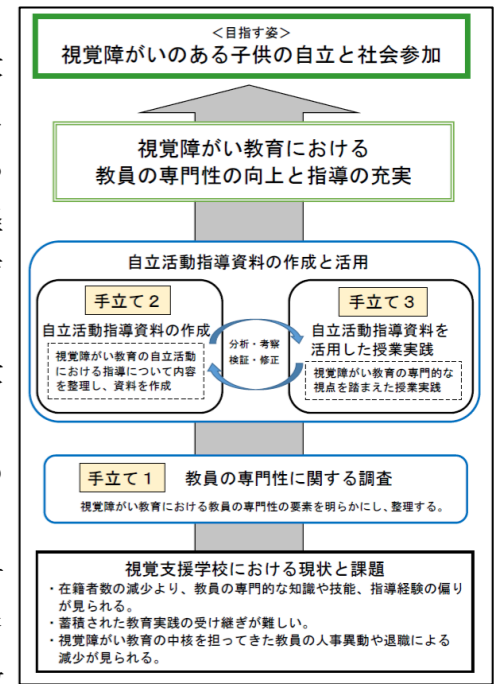 ＜目指す姿＞
視覚障がいのある子供の自立と社会参加
視覚障がい教育における
教員の専門性の向上と指導の充実
自立活動指導資料の作成と活用
手立て２
自立活動指導資料の作成
視覚障がい教育の自立活動
における指導について内容
を整理し、資料を作成
分析・考察
検証・修正
手立て３
自立活動指導資料を
活用した授業実践
視覚障がい教育の専門的な
視点を踏まえた授業実践
手立て１　教員の専門性に関する調査
視覚障がい教育における教員の専門性の要素を明らかにし、整理する。
視覚支援学校における現状と課題
・在籍者数の減少より、教員の専門的な知識や技能、指導経験の偏り
が見られる。
・蓄積された教育実践の受け継ぎが難しい。
・視覚障がい教育の中核を担ってきた教員の人事異動や退職による
減少が見られる。